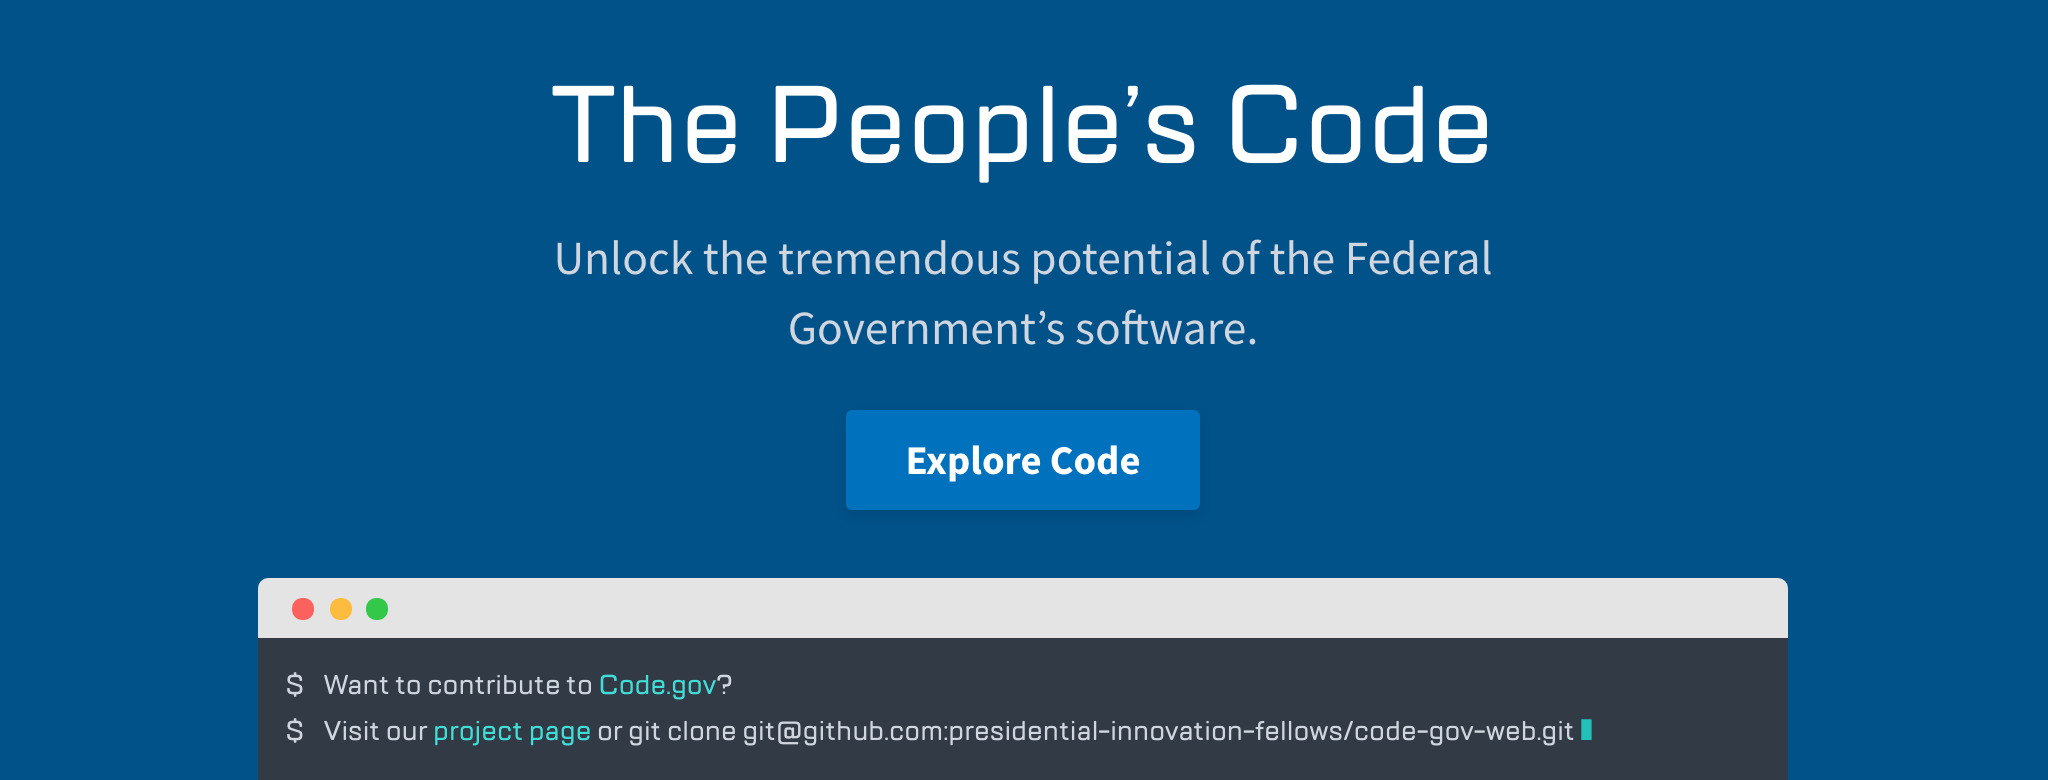 The People’s Code
Unlock the tremendous potential of the Federal
Government’s software.
Explore Code
$ Want to contribute to Code.gov?
$ Visit our project page or git clone git@github.com:presidential-innovation-fellows/code-gov-web.git